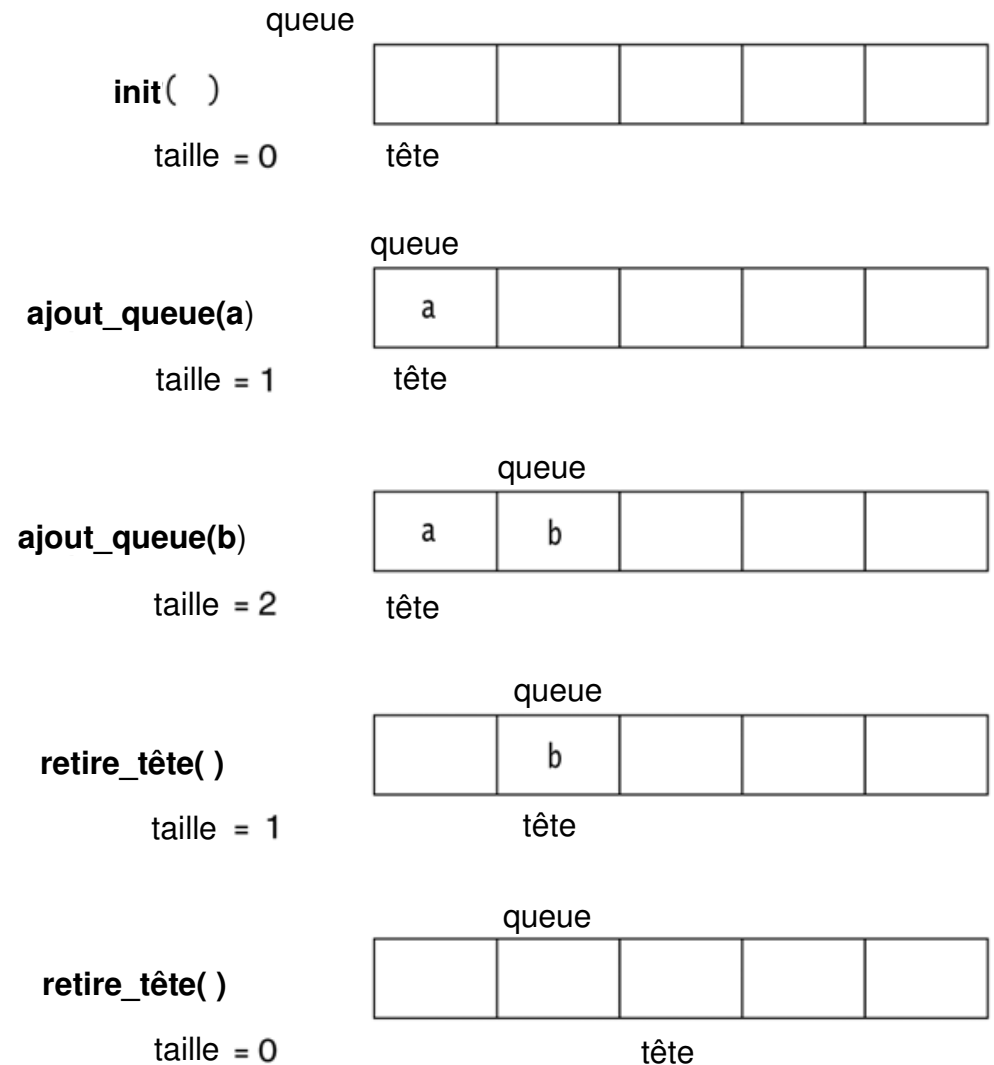 queue
init( )
taille = 0 tête
queue
ajout_queue(a) a
taille = 1 tête
queue
ajout_queue(b) a b
taille = 2 tête
queue
retire_tête( ) b
taille = 1 tête
queue
retire_tête( )
taille = 0 tête